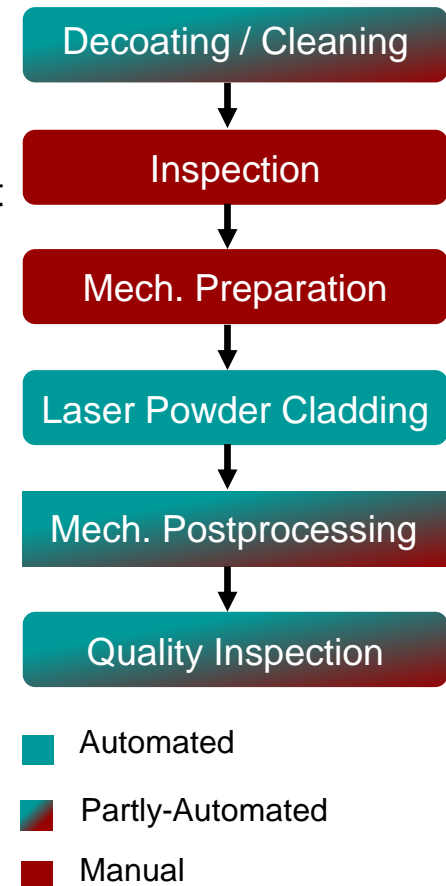 Decoating / Cleaning
Inspection
Mech. Preparation
Laser Powder Cladding
Mech. Postprocessing
Quality Inspection
Automated
Partly-Automated
Manual